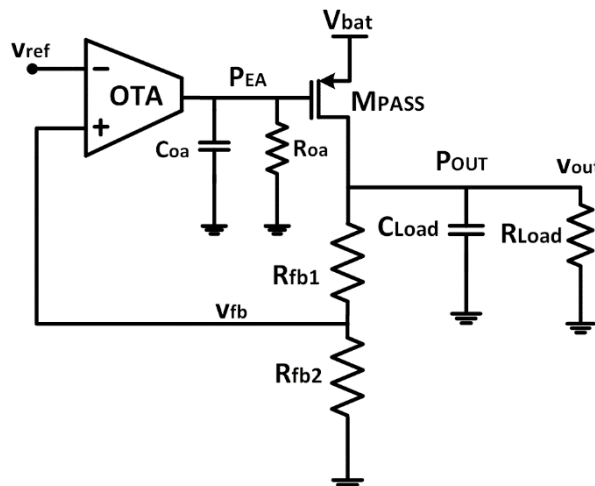 Vbat
vref
−
OTA
+
PEA
MPASS
Coa
Roa
POUT
vout
CLoad
RLoad
Rfb1
vfb
Rfb2